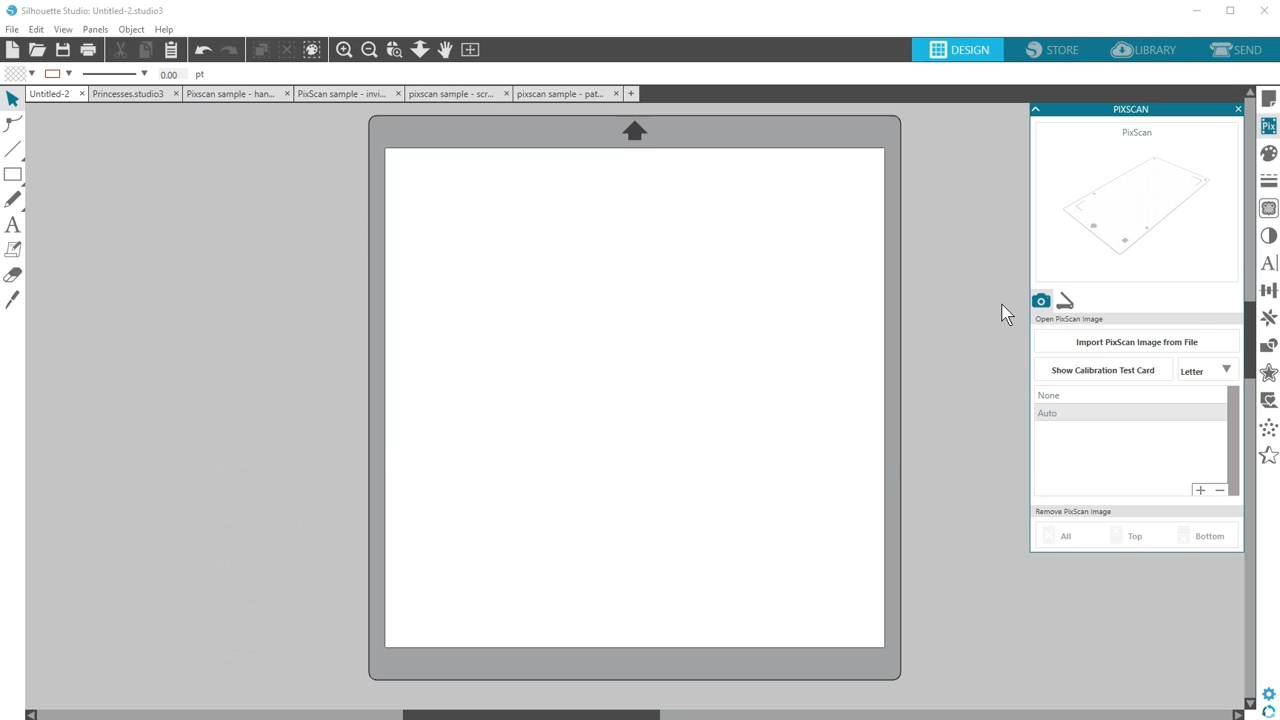 Silhouette Studio: Untitled-2.studio3
File Edit View Panels Object Help
DESIGN STORE LIBRARY SEND
0.00 pt
Untitled-2 Princesses.studio3 Pixscan sample - han... PixScan sample - invi... pixscan sample - scr... pixscan sample - pat... +
PIXSCAN
PixScan
Pix
Open PixScan Image
Import PixScan Image from File
Show Calibration Test Card Letter
None
Auto
Remove PixScan Image
All Top Bottom